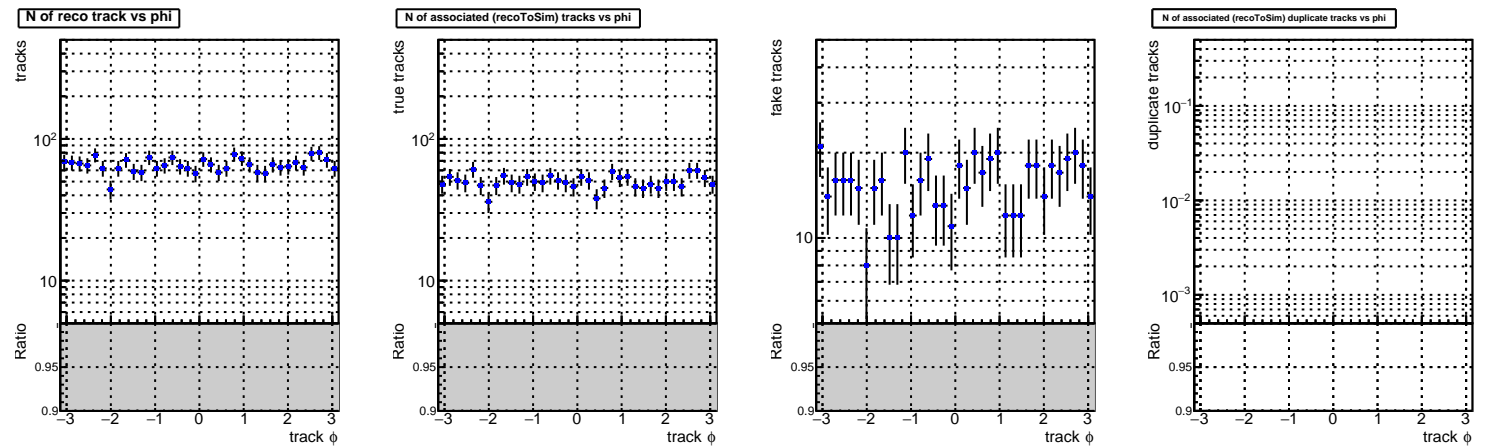 N of reco track vs phi
tracks
10²
10
Ratio
0.95
0.9
−3 −2 −1 0 1 2 3
track ϕ
N of associated (recoToSim) tracks vs phi
true tracks
10²
10
Ratio
0.95
0.9
−3 −2 −1 0 1 2 3
track ϕ
fake tracks
10
Ratio
0.95
0.9
−3 −2 −1 0 1 2 3
track ϕ
N of associated (recoToSim) duplicate tracks vs phi
duplicate tracks
10⁻¹
10⁻²
10⁻³
Ratio
0.95
0.9
−3 −2 −1 0 1 2 3
track ϕ